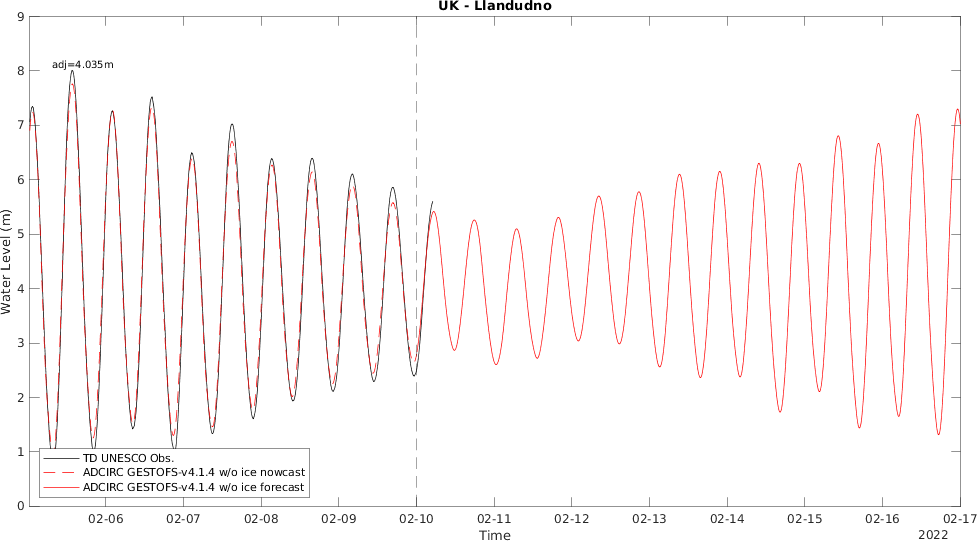 UK - Llandudno
adj=4.035m
9
8
7
6
5
4
3
2
1
0
Water Level (m)
TD UNESCO Obs.
ADCIRC GESTOFS-v4.1.4 w/o ice nowcast
ADCIRC GESTOFS-v4.1.4 w/o ice forecast
02-06 02-07 02-08 02-09 02-10 02-11 02-12 02-13 02-14 02-15 02-16 02-17
Time
2022